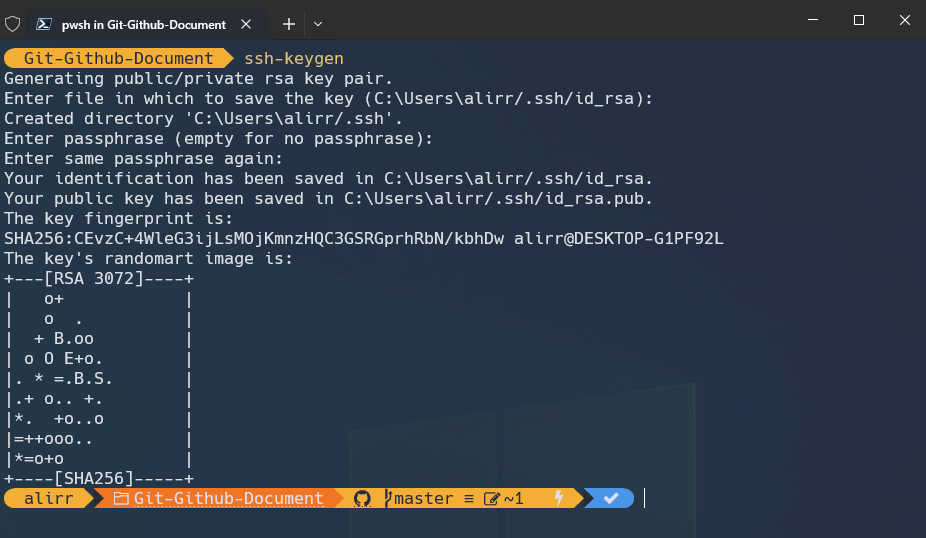 pwsh in Git-Github-Document
Git-Github-Document ssh-keygen
Generating public/private rsa key pair.
Enter file in which to save the key (C:\Users\alirr/.ssh/id_rsa):
Created directory 'C:\Users\alirr/.ssh'.
Enter passphrase (empty for no passphrase):
Enter same passphrase again:
Your identification has been saved in C:\Users\alirr/.ssh/id_rsa.
Your public key has been saved in C:\Users\alirr/.ssh/id_rsa.pub.
The key fingerprint is:
SHA256:CEvzC+4WleG3ijLsMOjKmnzHQC3GSRGprhRbN/kbhDw alirr@DESKTOP-G1PF92L
The key's randomart image is:
+---[RSA 3072]----+
|   o+            |
|   o  .          |
|  + B.oo         |
| o O E+o.        |
|. * =.B.S.       |
|.+ o.. +.        |
|*.  +o..o        |
|=++ooo..         |
|*=o+o            |
+----[SHA256]-----+
alirr Git-Github-Document master ≡ ~1